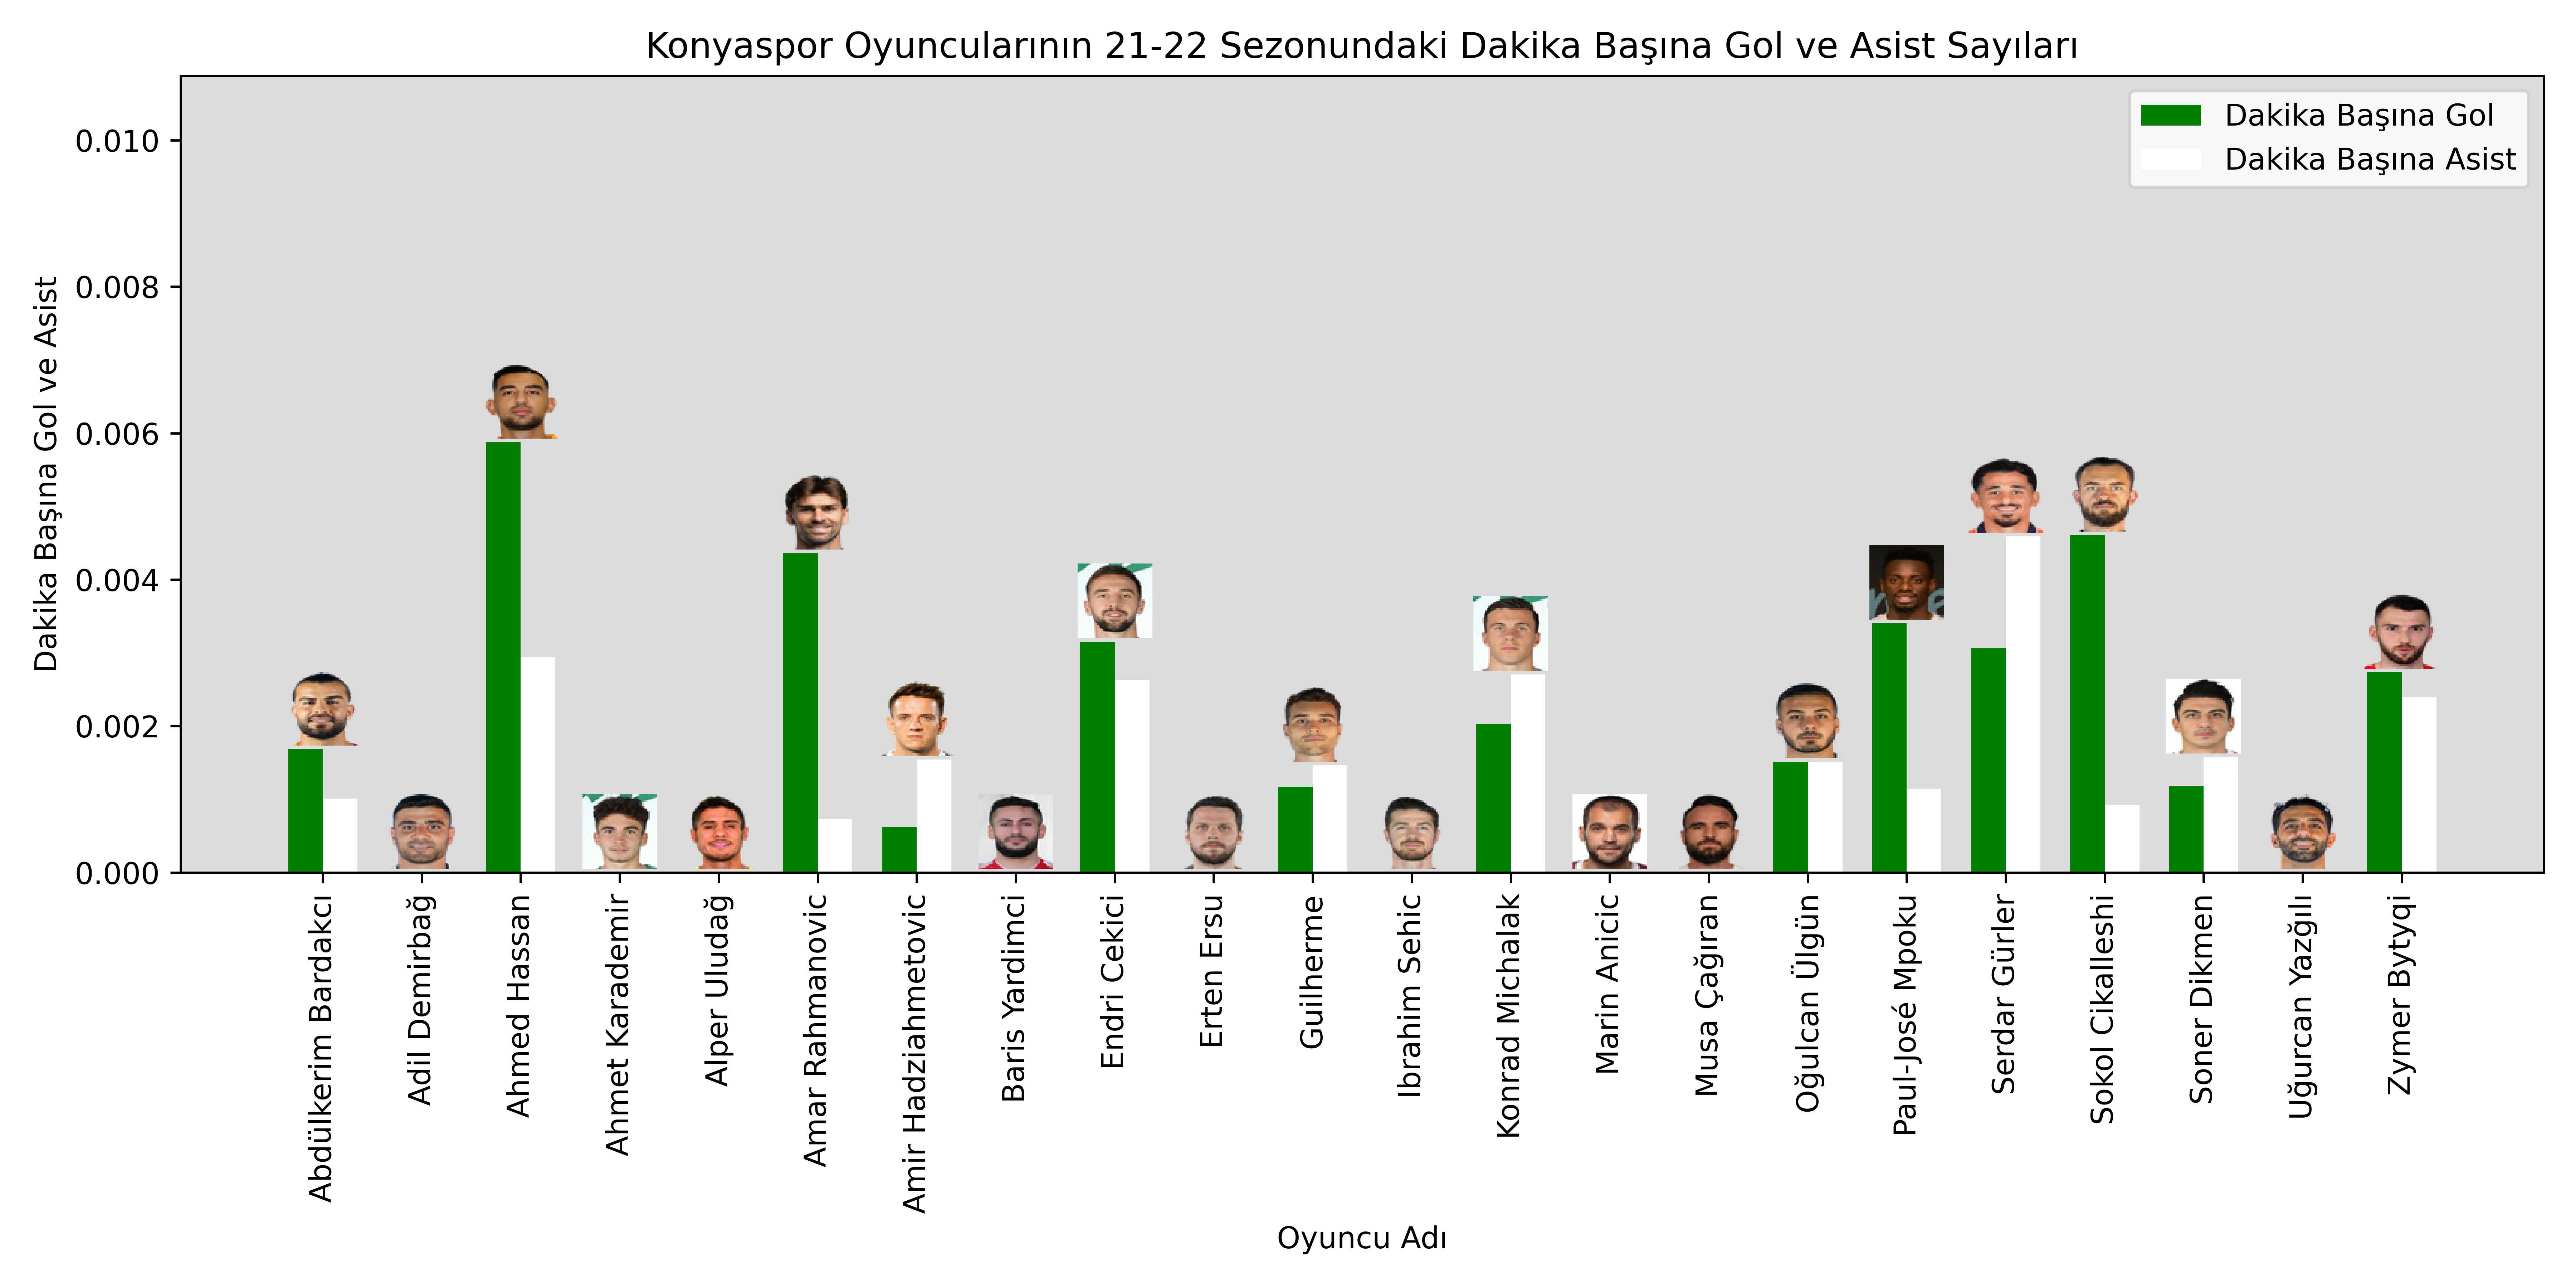 Konyaspor Oyuncularının 21-22 Sezonundaki Dakika Başına Gol ve Asist Sayıları
Dakika Başına Gol
Dakika Başına Asist
Dakika Başına Gol ve Asist
0.010
0.008
0.006
0.004
0.002
0.000
Abdülkerim Bardakcı
Adil Demirbağ
Ahmed Hassan
Ahmet Karademir
Alper Uludağ
Amar Rahmanovic
Amir Hadziahmetovic
Baris Yardimci
Endri Cekici
Erten Ersu
Guilherme
Ibrahim Sehic
Konrad Michalak
Marin Anicic
Musa Çağıran
Oğulcan Ülgün
Paul-José Mpoku
Serdar Gürler
Sokol Cikalleshi
Soner Dikmen
Uğurcan Yazğılı
Zymer Bytyqi
Oyuncu Adı